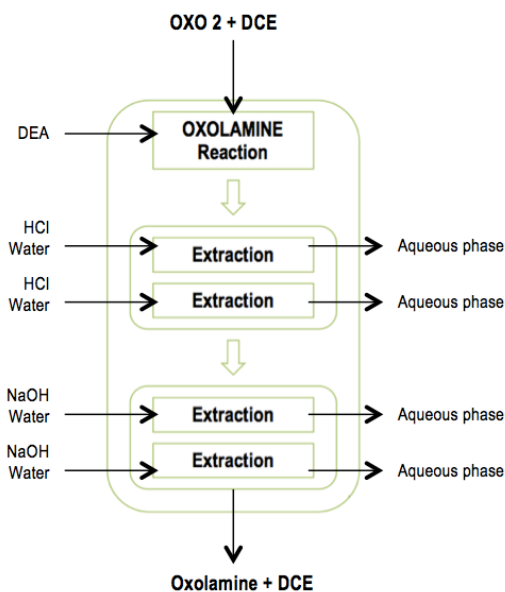 OXO 2 + DCE
DEA
OXOLAMINE
Reaction
HCl
Water
Extraction
Aqueous phase
HCl
Water
Extraction
Aqueous phase
NaOH
Water
Extraction
Aqueous phase
NaOH
Water
Extraction
Aqueous phase
Oxolamine + DCE